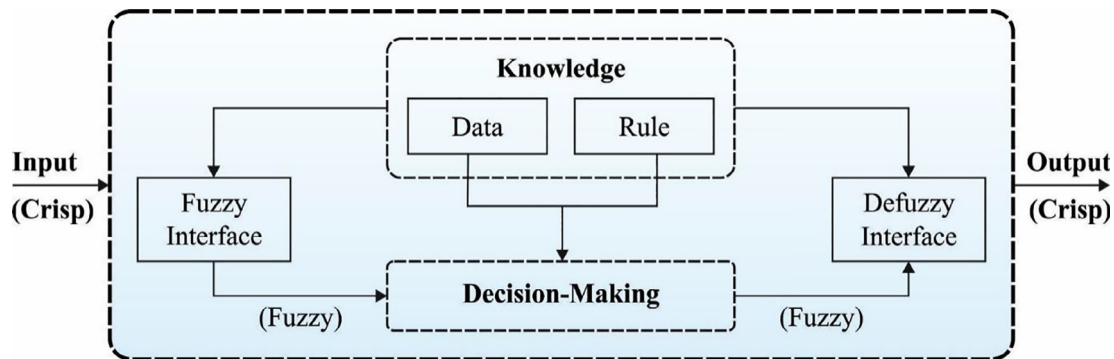 Knowledge
Data
Rule
Input
(Crisp)
Fuzzy
Interface
Decision-Making
(Fuzzy)
(Fuzzy)
Defuzzy
Interface
Output
(Crisp)